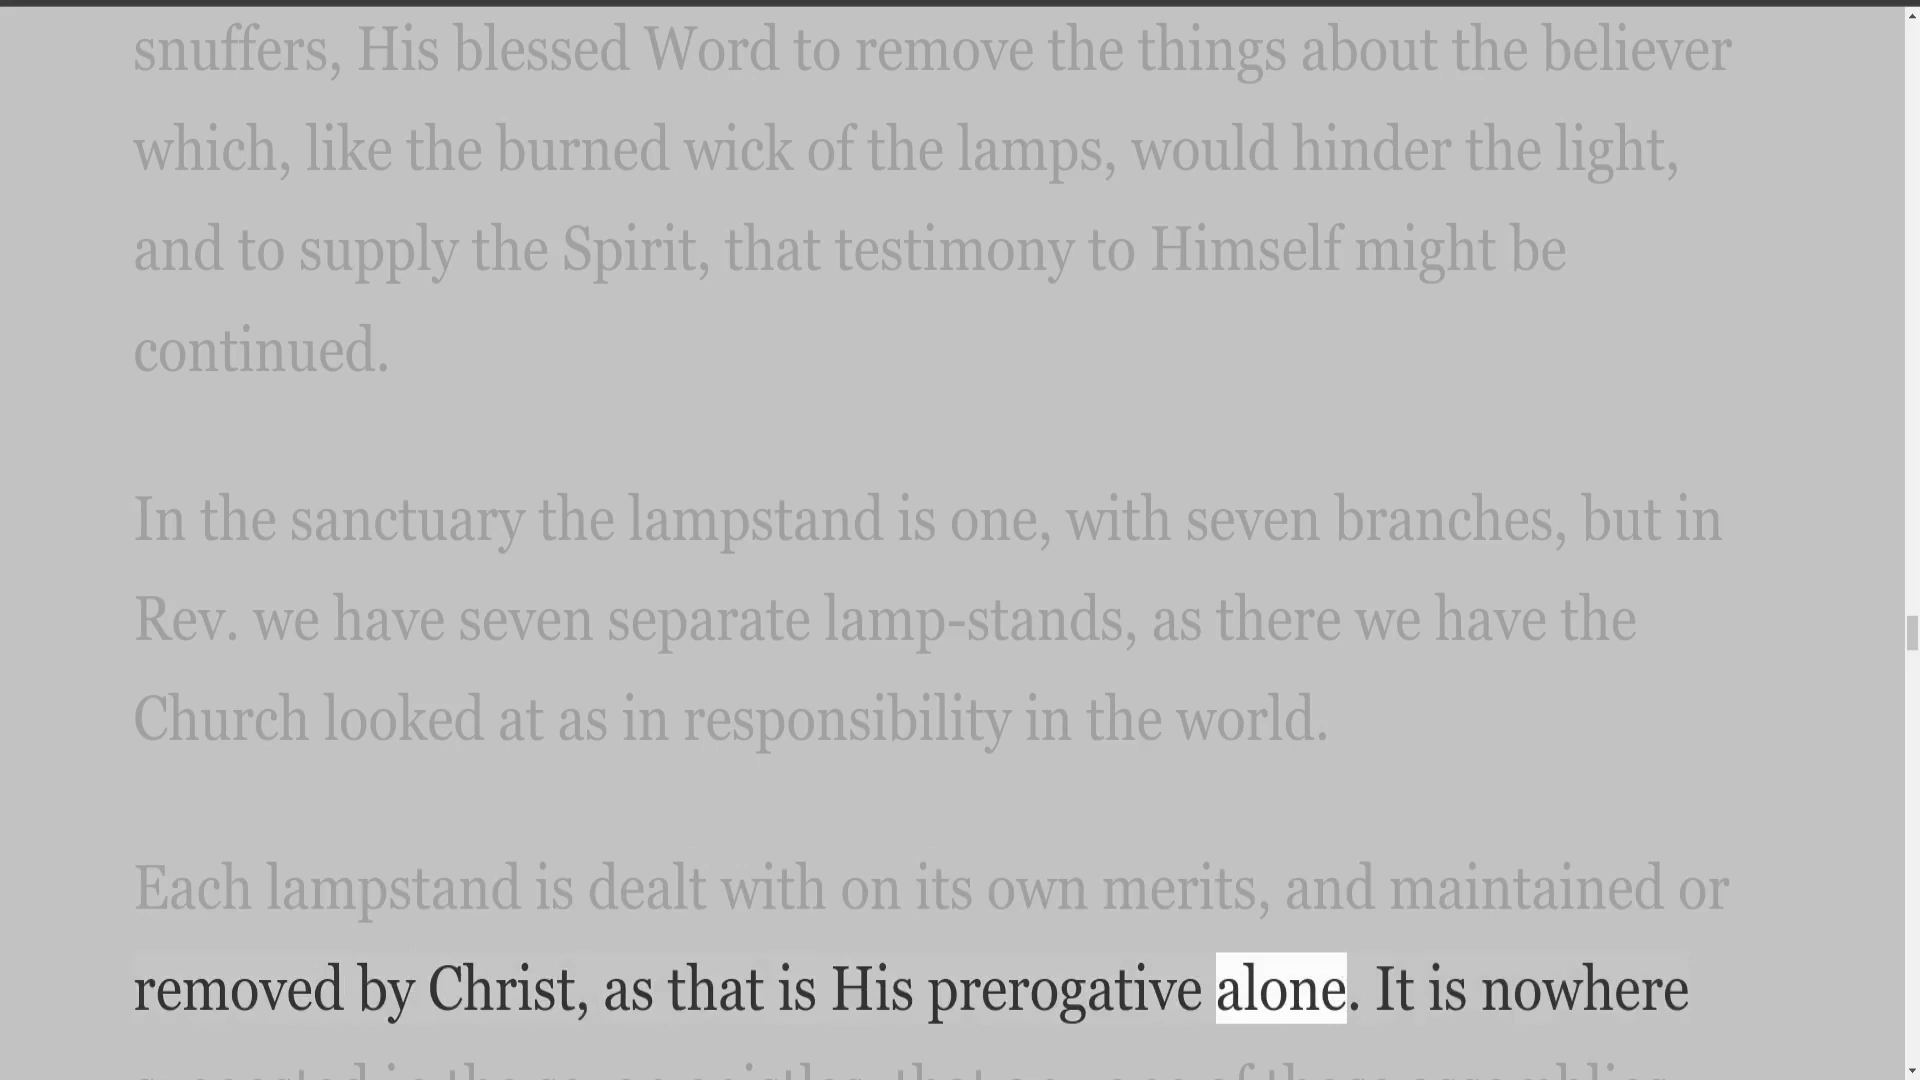 snuffers, His blessed Word to remove the things about the believer
which, like the burned wick of the lamps, would hinder the light,
and to supply the Spirit, that testimony to Himself might be
continued.
In the sanctuary the lampstand is one, with seven branches, but in
Rev. we have seven separate lamp-stands, as there we have the
Church looked at as in responsibility in the world.
Each lampstand is dealt with on its own merits, and maintained or
removed by Christ, as that is His prerogative alone. It is nowhere